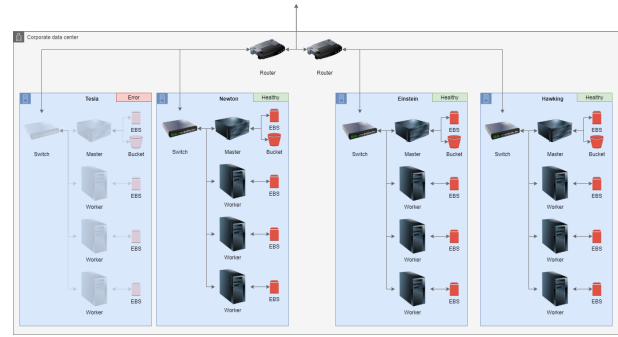 Corporate data center
Router
Router
Tesla
Error
Newton
Healthy
Einstein
Healthy
Hawking
Healthy
EBS
EBS
EBS
EBS
Switch
Master
Bucket
Switch
Master
Bucket
Switch
Master
Bucket
Switch
Master
Bucket
EBS
EBS
EBS
EBS
Worker
Worker
Worker
Worker
EBS
EBS
EBS
EBS
Worker
Worker
Worker
Worker
EBS
EBS
EBS
EBS
Worker
Worker
Worker
Worker